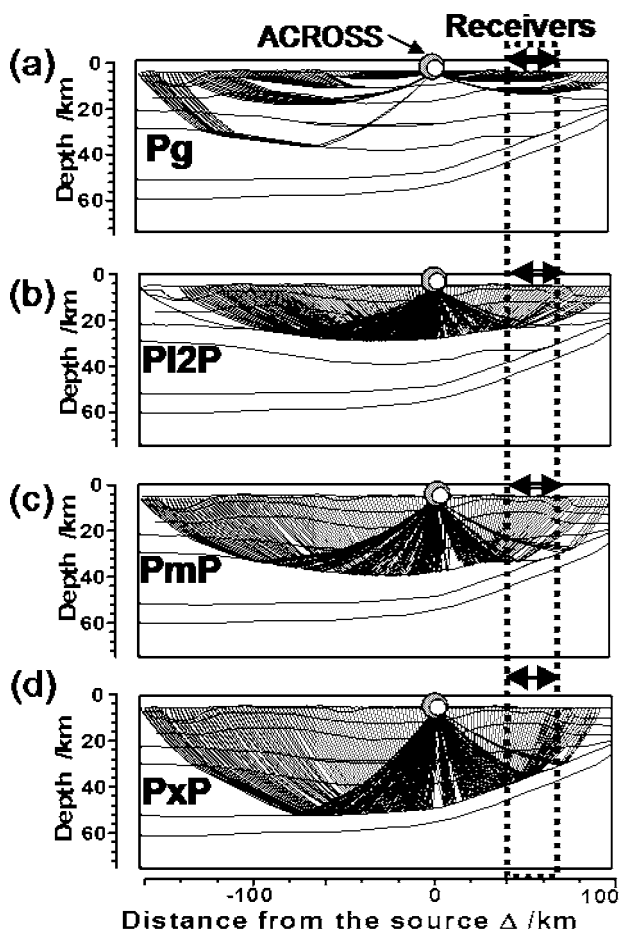 ACROSS
Receivers
(a)
0
20
40
60
Depth /km
Pg
(b)
0
20
40
60
Depth /km
PI2P
(c)
0
20
40
60
Depth /km
PmP
(d)
0
20
40
60
Depth /km
PxP
-100 0 100
Distance from the source Δ /km